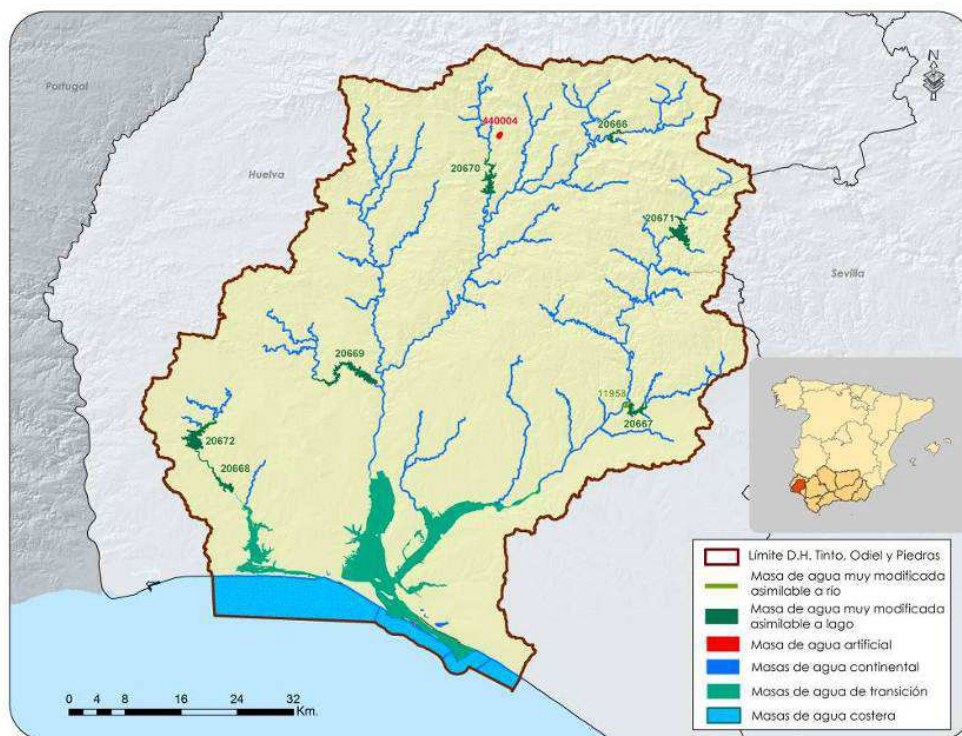 N
Portugal
440004
20666
20670
Huelva
20671
Sevilla
20669
11958
20667
20672
20668
Límite D.H. Tinto, Odiel y Piedras
Masa de agua muy modificada
asimilable a río
Masa de agua muy modificada
asimilable a lago
Masa de agua artificial
Masas de agua continental
Masas de agua de transición
Masas de agua costera
0 2 4 8 16 24 32
Km.